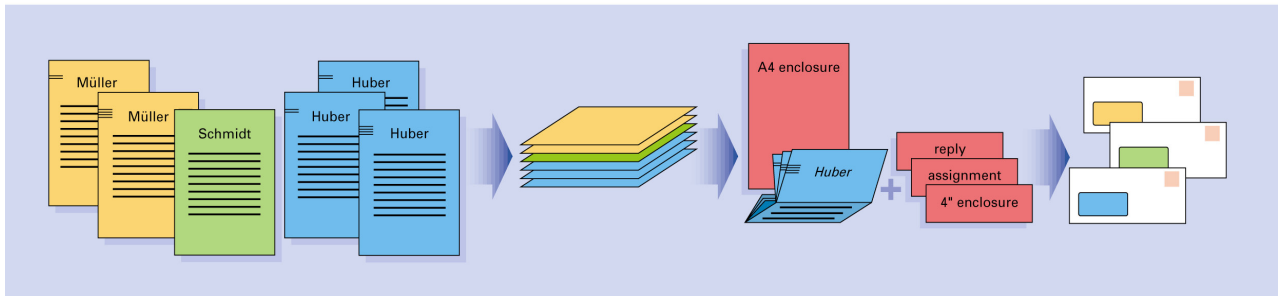 Müller
Müller
Schmidt
Huber
Huber
Huber
A4 enclosure
Huber
+
reply
assignment
4" enclosure